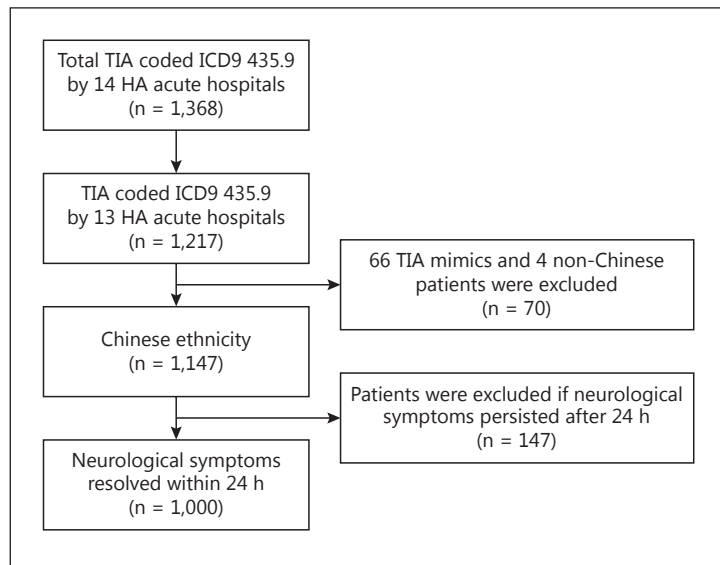 Total TIA coded ICD9 435.9
by 14 HA acute hospitals
(n = 1,368)
TIA coded ICD9 435.9
by 13 HA acute hospitals
(n = 1,217)
66 TIA mimics and 4 non-Chinese
patients were excluded
(n = 70)
Chinese ethnicity
(n = 1,147)
Patients were excluded if neurological
symptoms persisted after 24 h
(n = 147)
Neurological symptoms
resolved within 24 h
(n = 1,000)